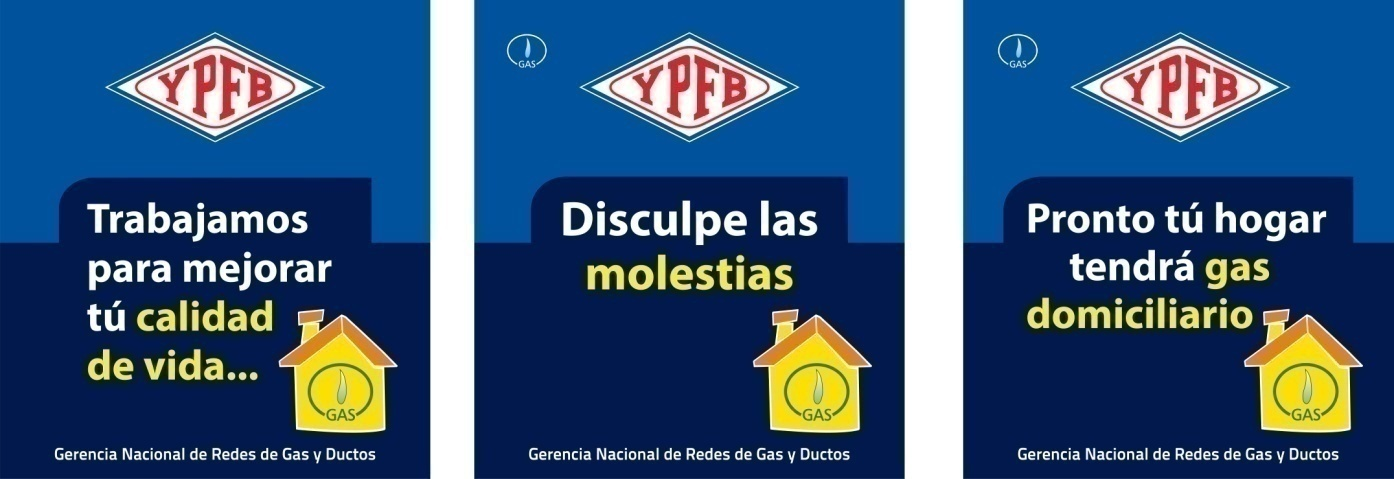 YPFB
Trabajamos
para mejorar
tú calidad
de vida...
GAS
Gerencia Nacional de Redes de Gas y Ductos
GAS
YPFB
Disculpe las
molestias
GAS
Gerencia Nacional de Redes de Gas y Ductos
GAS
YPFB
Pronto tú hogar
tendrá gas
domiciliario
GAS
Gerencia Nacional de Redes de Gas y Ductos